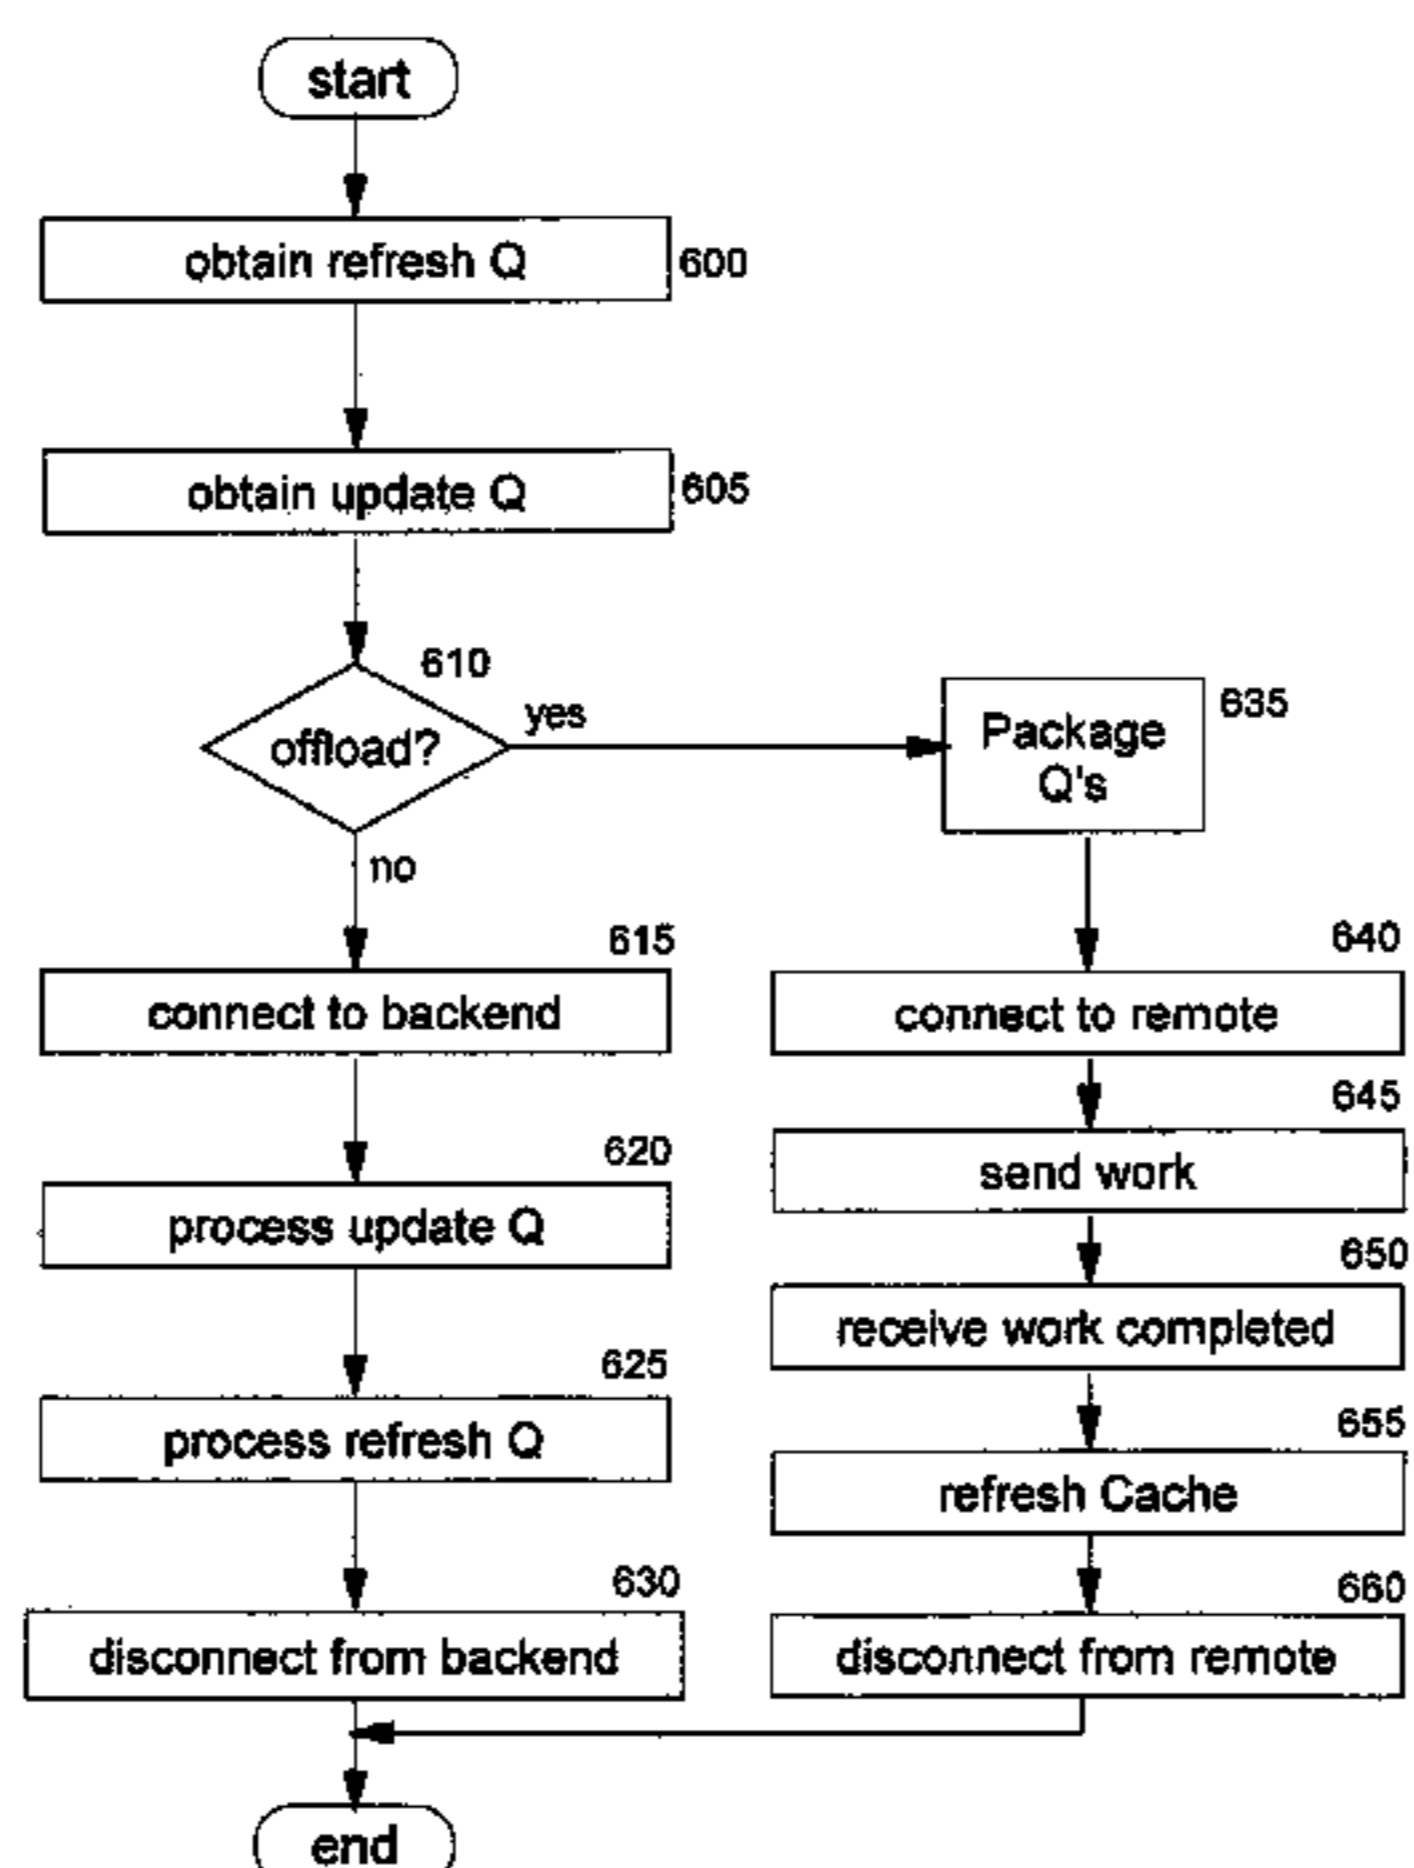 start
obtain refresh Q
600
obtain update Q
605
610
offload?
yes
no
Package
Q's
635
615
connect to backend
620
process update Q
625
process refresh Q
630
disconnect from backend
640
connect to remote
645
send work
650
receive work completed
655
refresh Cache
660
disconnect from remote
end